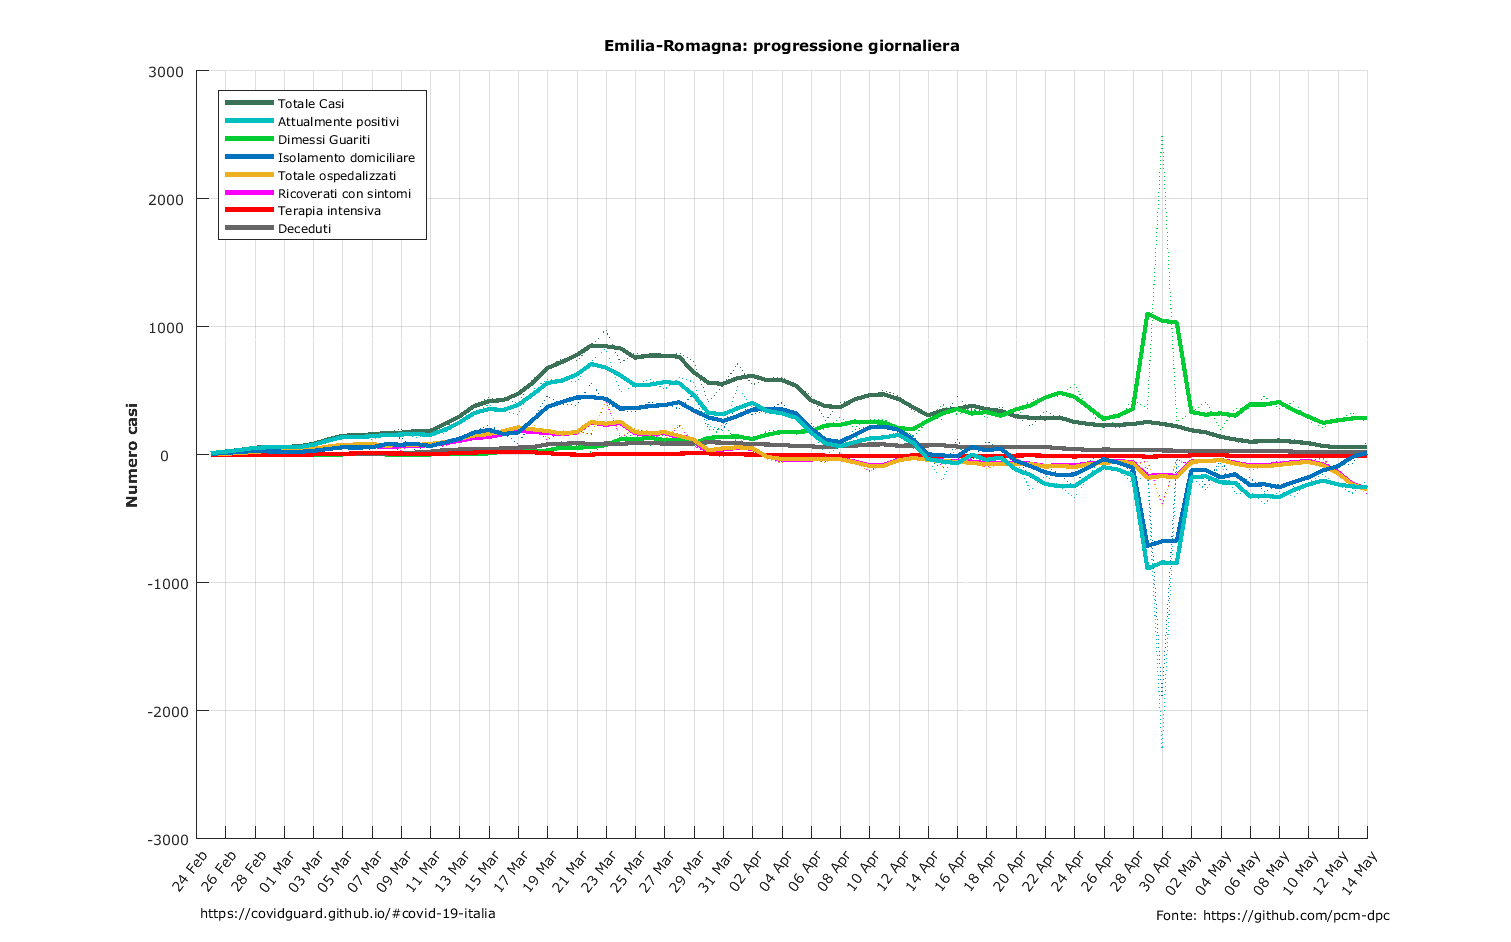 Emilia-Romagna: progressione giornaliera
3000
2000
1000
0
-1000
-2000
-3000
Numero casi
Totale Casi
Attualmente positivi
Dimessi Guariti
Isolamento domiciliare
Totale ospedalizzati
Ricoverati con sintomi
Terapia intensiva
Deceduti
24 Feb
26 Feb
28 Feb
01 Mar
03 Mar
05 Mar
07 Mar
09 Mar
11 Mar
13 Mar
15 Mar
17 Mar
19 Mar
21 Mar
23 Mar
25 Mar
27 Mar
29 Mar
31 Mar
02 Apr
04 Apr
06 Apr
08 Apr
10 Apr
12 Apr
14 Apr
16 Apr
18 Apr
20 Apr
22 Apr
24 Apr
26 Apr
28 Apr
30 Apr
02 May
04 May
06 May
08 May
10 May
12 May
14 May
https://covidguard.github.io/#covid-19-italia
Fonte: https://github.com/pcm-dpc